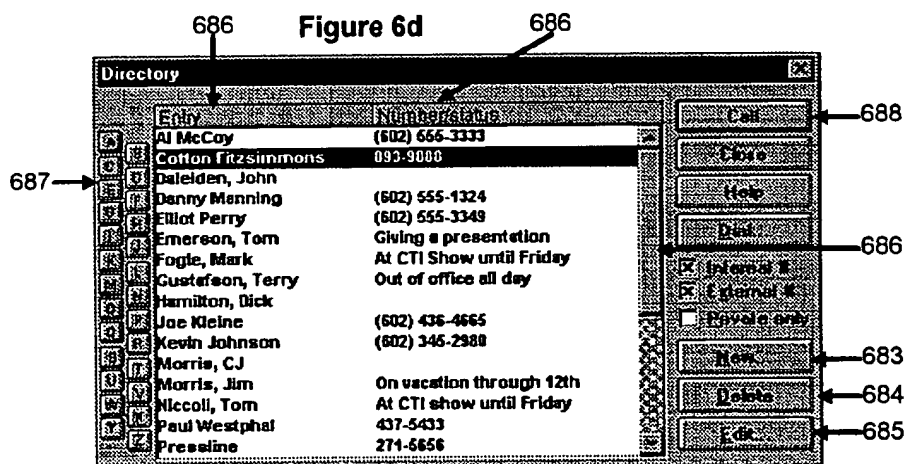 686 Figure 6d 686
Directory
Entry Number/status
Al McCoy (602) 555-3333
Cotton Fitzsimmons 893-9888
Daleiden, John
Danny Manning (602) 555-1324
Elliot Perry (602) 555-3349
Emerson, Tom Giving a presentation
Fogle, Mark At CTI Show until Friday
Gustafson, Terry Out of office all day
Hamilton, Dick
Joe Kleine (602) 436-4665
Kevin Johnson (602) 345-2980
Morris, CJ
Morris, Jim On vacation through 12th
Niccoli, Tom At CTI show until Friday
Paul Westphal 437-5433
Pressline 271-5656
687
Call 688
Close
Help
Dial...
686
Internal #
External #
Private only
New... 683
Delete 684
Edit... 685